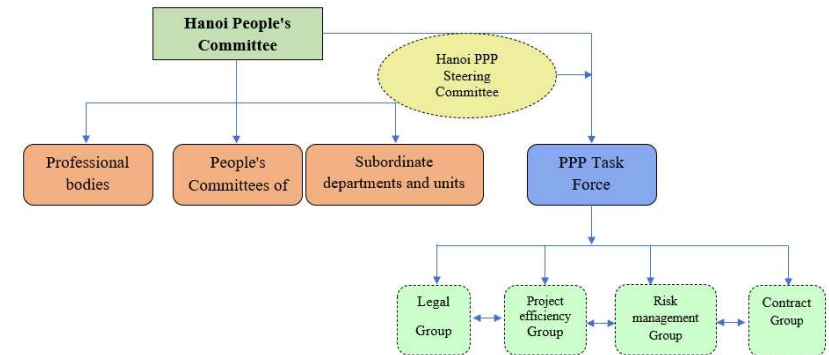 Hanoi People's
Committee
Hanoi PPP
Steering
Committee
Professional
bodies
People's
Committees of
Subordinate
departments and units
PPP Task
Force
Legal
Group
Project
efficiency
Group
Risk
management
Group
Contract
Group